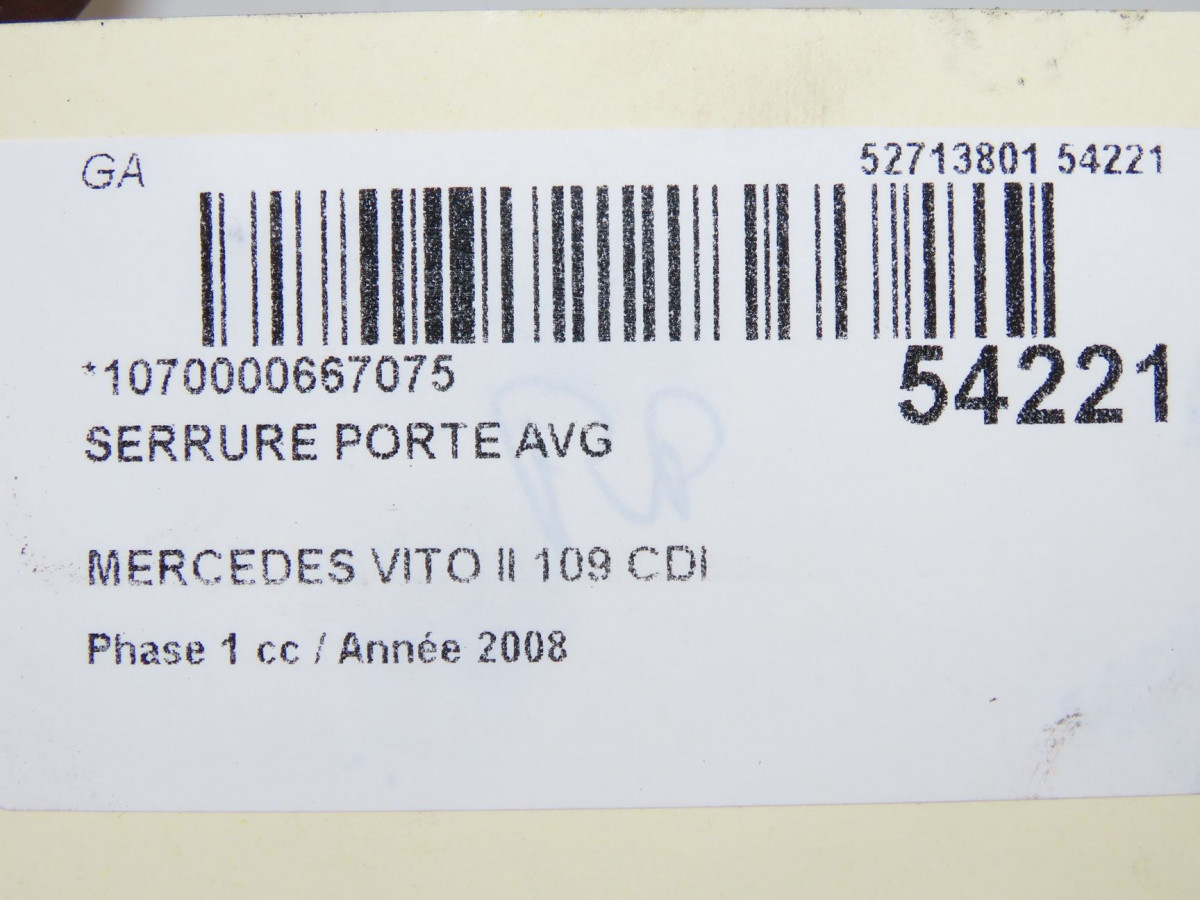 GA
52713801 54221
*1070000667075
54221
SERRURE PORTE AVG
MERCEDES VITO II 109 CDI
Phase 1 cc / Année 2008